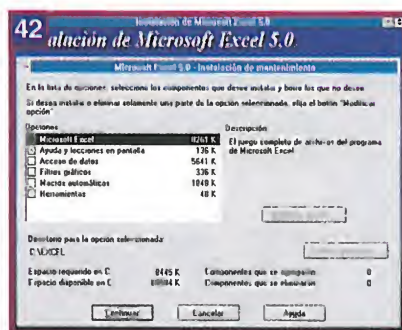 Instalación de Microsoft Excel 5.0
42
alución de Microsoft Excel 5.0
Microsoft Excel 5.0 - Instalación de mantenimiento
En la lista de opciones, seleccione los componentes que desee instalar y borre los que no desee.
Si desea instalar o eliminar solamente una parte de la opción seleccionada, elija el botón "Modificar opción".
Opciones
Microsoft Excel 8261 K
Ayuda y lecciones en pantalla 136 K
Acceso de datos 5641 K
Filtros gráficos 336 K
Macros automáticos 1048 K
Herramientas 48 K
Descripción
El juego completo de archivos del programa de Microsoft Excel
Directorio para la opción seleccionada:
C:\EXCEL
Espacio requerido en C: 8445 K
Espacio disponible en C:
Componentes que se agregarán 0
Componentes que se eliminarán 0
Continuar
Cancelar
Ayuda